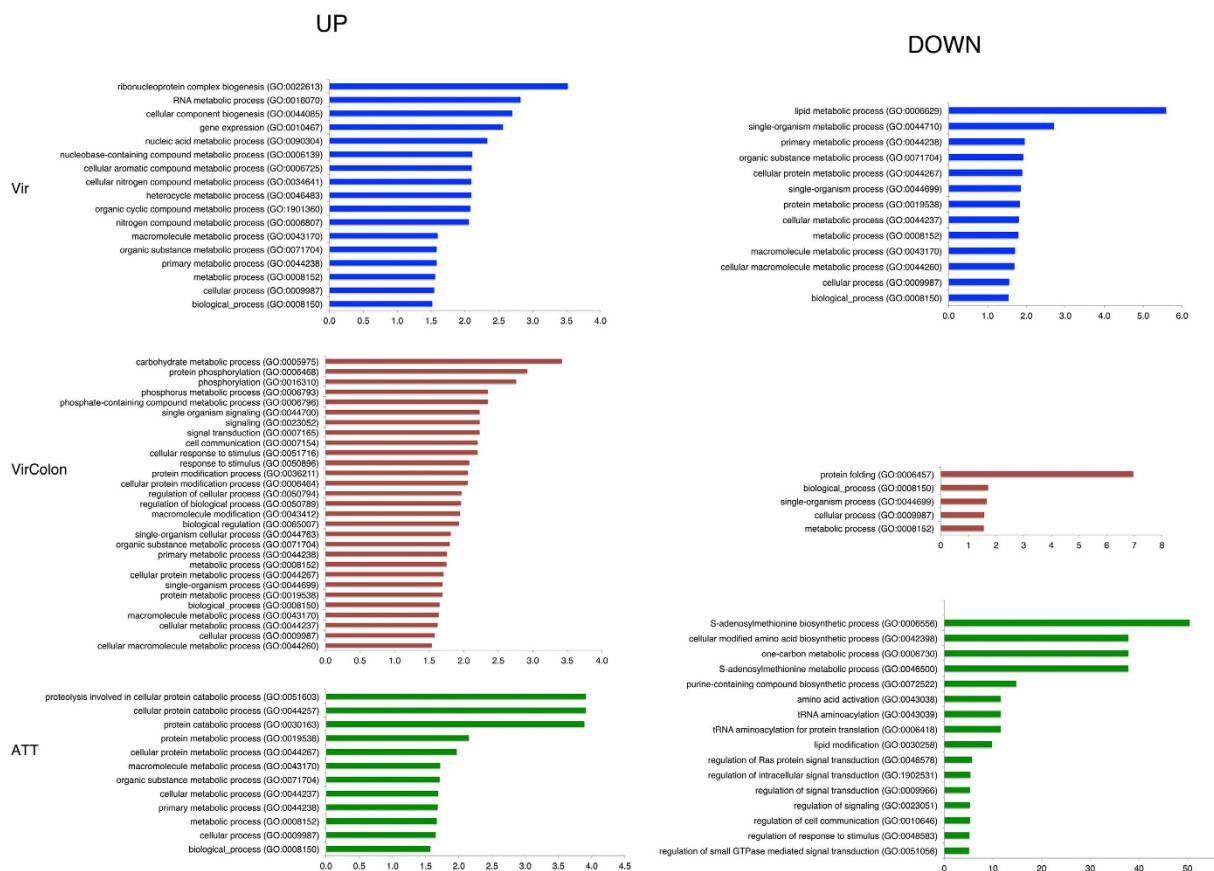 UP
DOWN
Vir
ribonucleoprotein complex biogenesis (GO:0022613)
RNA metabolic process (GO:0016070)
cellular component biogenesis (GO:0044085)
gene expression (GO:0010467)
nucleic acid metabolic process (GO:0090304)
nucleobase-containing compound metabolic process (GO:0006139)
cellular aromatic compound metabolic process (GO:0006725)
cellular nitrogen compound metabolic process (GO:0034641)
heterocycle metabolic process (GO:0046483)
organic cyclic compound metabolic process (GO:1901360)
nitrogen compound metabolic process (GO:0006807)
macromolecule metabolic process (GO:0043170)
organic substance metabolic process (GO:0071704)
primary metabolic process (GO:0044238)
metabolic process (GO:0008152)
cellular process (GO:0009987)
biological_process (GO:0008150)
0.0 0.5 1.0 1.5 2.0 2.5 3.0 3.5 4.0
lipid metabolic process (GO:0006629)
single-organism metabolic process (GO:0044710)
primary metabolic process (GO:0044238)
organic substance metabolic process (GO:0071704)
cellular protein metabolic process (GO:0044267)
single-organism process (GO:0044699)
protein metabolic process (GO:0019538)
cellular metabolic process (GO:0044237)
metabolic process (GO:0008152)
macromolecule metabolic process (GO:0043170)
cellular macromolecule metabolic process (GO:0044260)
cellular process (GO:0009987)
biological_process (GO:0008150)
0.0 1.0 2.0 3.0 4.0 5.0 6.0
VirColon
carbohydrate metabolic process (GO:0005975)
protein phosphorylation (GO:0006468)
phosphorylation (GO:0016310)
phosphorus metabolic process (GO:0006793)
phosphate-containing compound metabolic process (GO:0006796)
single organism signaling (GO:0044700)
signaling (GO:0023052)
signal transduction (GO:0007165)
cell communication (GO:0007154)
cellular response to stimulus (GO:0051716)
response to stimulus (GO:0050896)
protein modification process (GO:0036211)
cellular protein modification process (GO:0006464)
regulation of cellular process (GO:0050794)
regulation of biological process (GO:0050789)
macromolecule modification (GO:0043412)
biological regulation (GO:0065007)
single-organism cellular process (GO:0044763)
organic substance metabolic process (GO:0071704)
primary metabolic process (GO:0044238)
metabolic process (GO:0008152)
cellular protein metabolic process (GO:0044267)
single-organism process (GO:0044699)
protein metabolic process (GO:0019538)
biological_process (GO:0008150)
macromolecule metabolic process (GO:0043170)
cellular metabolic process (GO:0044237)
cellular process (GO:0009987)
cellular macromolecule metabolic process (GO:0044260)
0.0 0.5 1.0 1.5 2.0 2.5 3.0 3.5 4.0
protein folding (GO:0006457)
biological_process (GO:0008150)
single-organism process (GO:0044699)
cellular process (GO:0009987)
metabolic process (GO:0008152)
0 1 2 3 4 5 6 7 8
ATT
proteolysis involved in cellular protein catabolic process (GO:0051603)
cellular protein catabolic process (GO:0044257)
protein catabolic process (GO:0030163)
protein metabolic process (GO:0019538)
cellular protein metabolic process (GO:0044267)
macromolecule metabolic process (GO:0043170)
organic substance metabolic process (GO:0071704)
cellular metabolic process (GO:0044237)
primary metabolic process (GO:0044238)
metabolic process (GO:0008152)
cellular process (GO:0009987)
biological_process (GO:0008150)
0.0 0.5 1.0 1.5 2.0 2.5 3.0 3.5 4.0 4.5
S-adenosylmethionine biosynthetic process (GO:0006556)
cellular modified amino acid biosynthetic process (GO:0042398)
one-carbon metabolic process (GO:0006730)
S-adenosylmethionine metabolic process (GO:0046500)
purine-containing compound biosynthetic process (GO:0072522)
amino acid activation (GO:0043038)
tRNA aminoacylation (GO:0043039)
tRNA aminoacylation for protein translation (GO:0006418)
lipid modification (GO:0030258)
regulation of Ras protein signal transduction (GO:0046578)
regulation of intracellular signal transduction (GO:1902531)
regulation of signal transduction (GO:0009966)
regulation of signaling (GO:0023051)
regulation of cell communication (GO:0010646)
regulation of response to stimulus (GO:0048583)
regulation of small GTPase mediated signal transduction (GO:0051056)
0 10 20 30 40 50